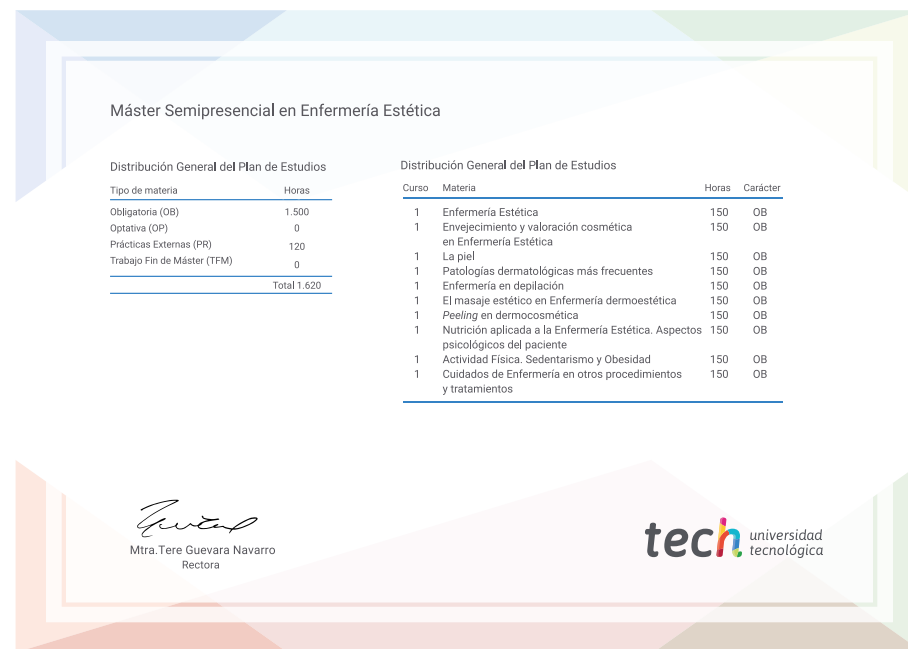 Máster Semipresencial en Enfermería Estética
Distribución General del Plan de Estudios
Tipo de materia Horas
Obligatoria (OB) 1.500
Optativa (OP) 0
Prácticas Externas (PR) 120
Trabajo Fin de Máster (TFM) 0
Total 1.620
Distribución General del Plan de Estudios
Curso Materia Horas Carácter
1 Enfermería Estética 150 OB
1 Envejecimiento y valoración cosmética 150 OB
en Enfermería Estética
1 La piel 150 OB
1 Patologías dermatológicas más frecuentes 150 OB
1 Enfermería en depilación 150 OB
1 El masaje estético en Enfermería dermoestética 150 OB
1 Peeling en dermocosmética 150 OB
1 Nutrición aplicada a la Enfermería Estética. Aspectos 150 OB
psicológicos del paciente
1 Actividad Física. Sedentarismo y Obesidad 150 OB
1 Cuidados de Enfermería en otros procedimientos 150 OB
y tratamientos
Mtra.Tere Guevara Navarro
Rectora
tech universidad
tecnológica